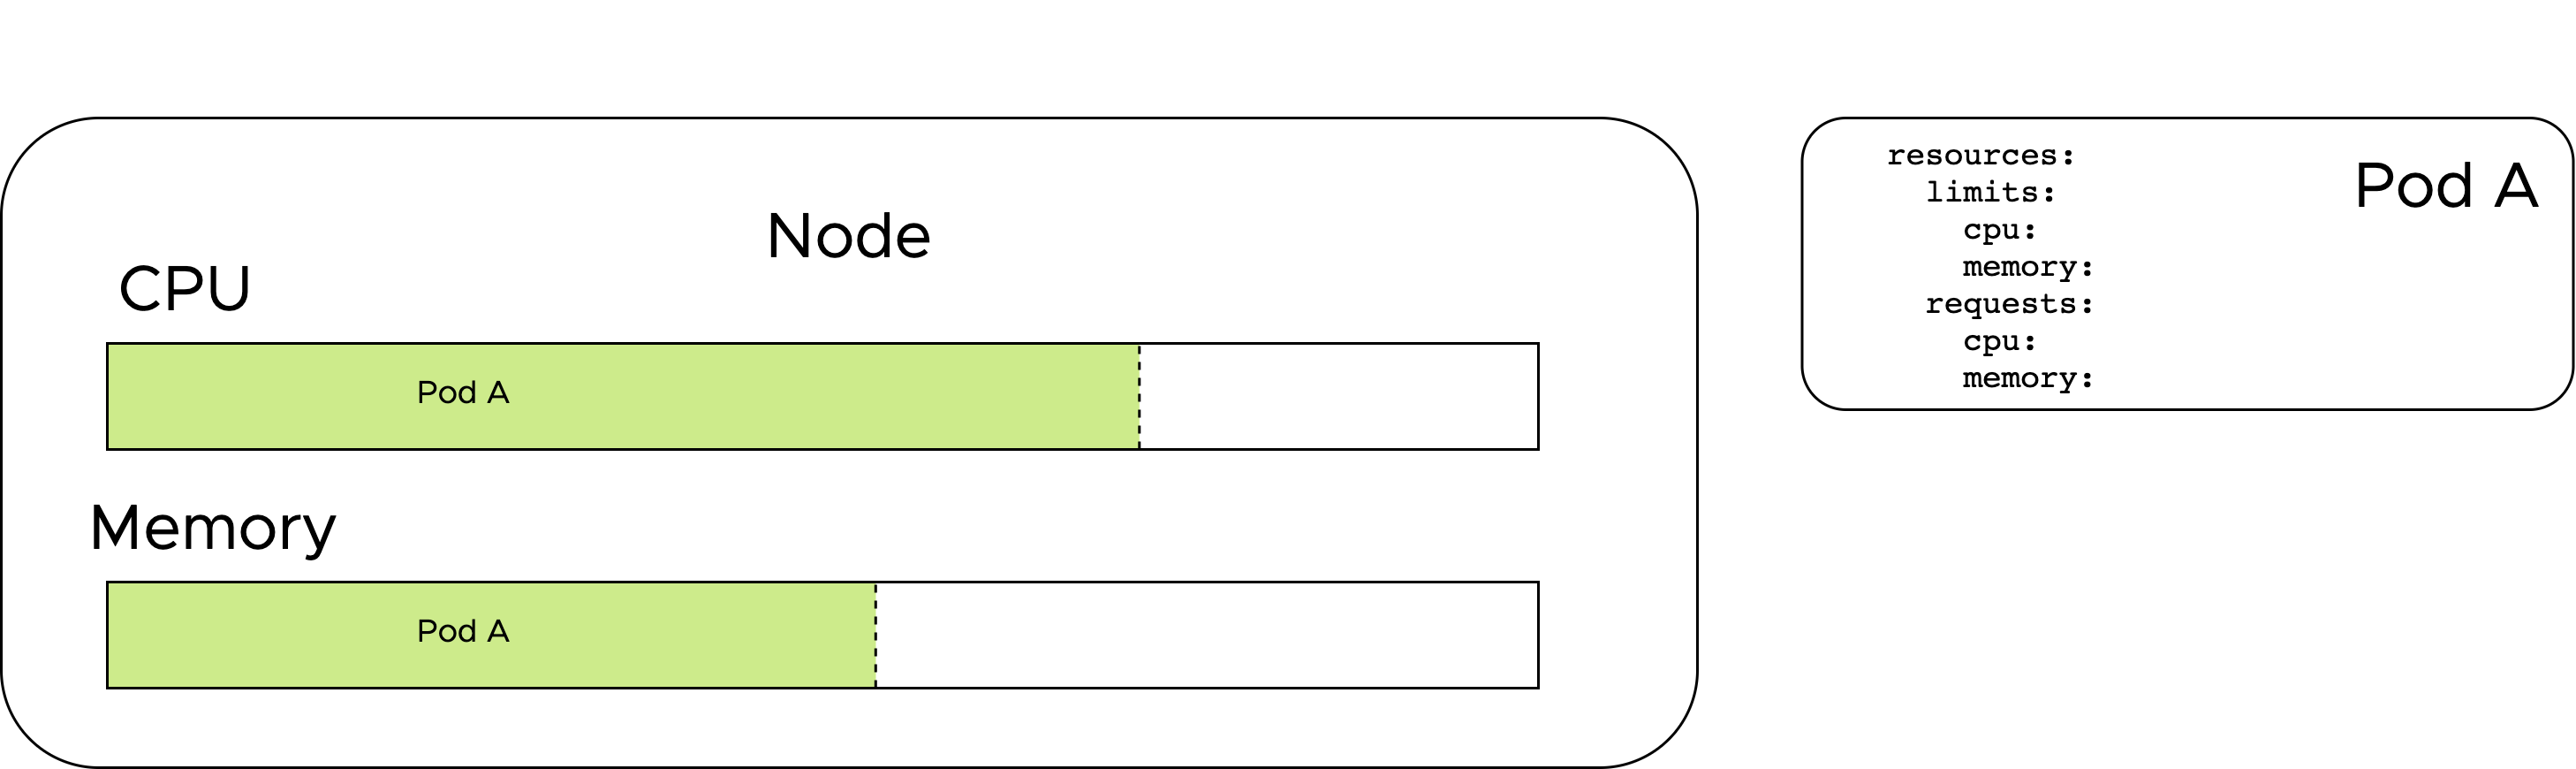 Node
CPU
Pod A
Memory
Pod A
Pod A
resources:
  limits:
    cpu:
    memory:
  requests:
    cpu:
    memory: